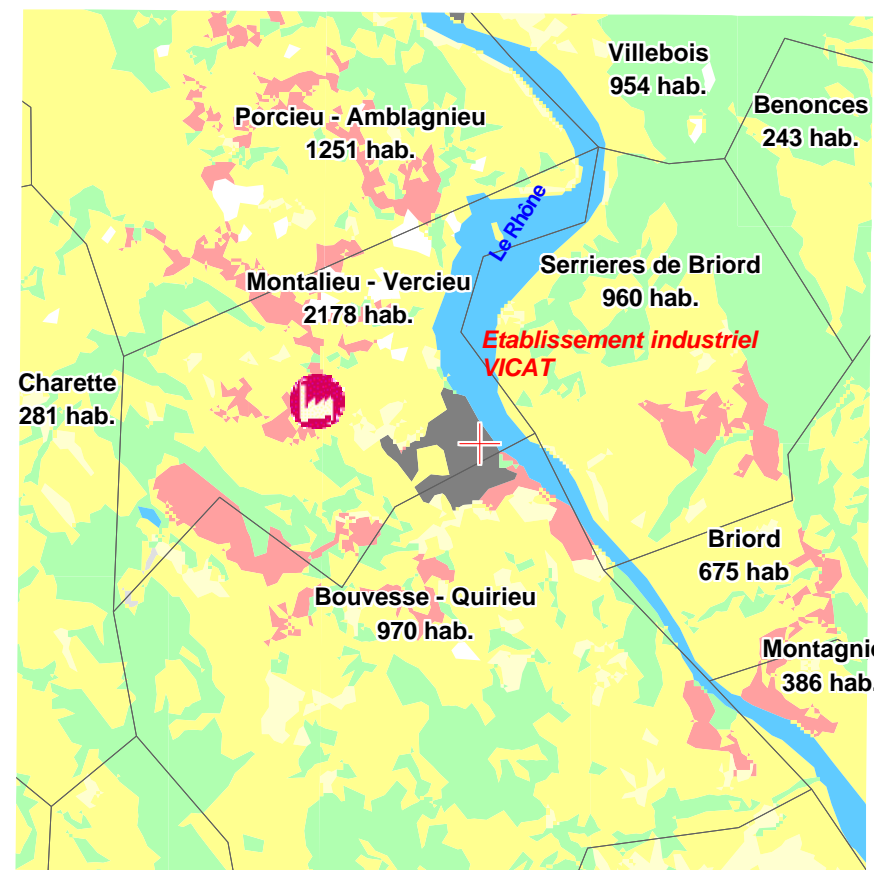 Villebois
954 hab.
Benonces
243 hab.
Porcieu - Amblagnieu
1251 hab.
Le Rhône
Serrieres de Briord
960 hab.
Montalieu - Vercieu
2178 hab.
Etablissement industriel
VICAT
Charette
281 hab.
Briord
675 hab
Bouvesse - Quirieu
970 hab.
Montagnie
386 hab.